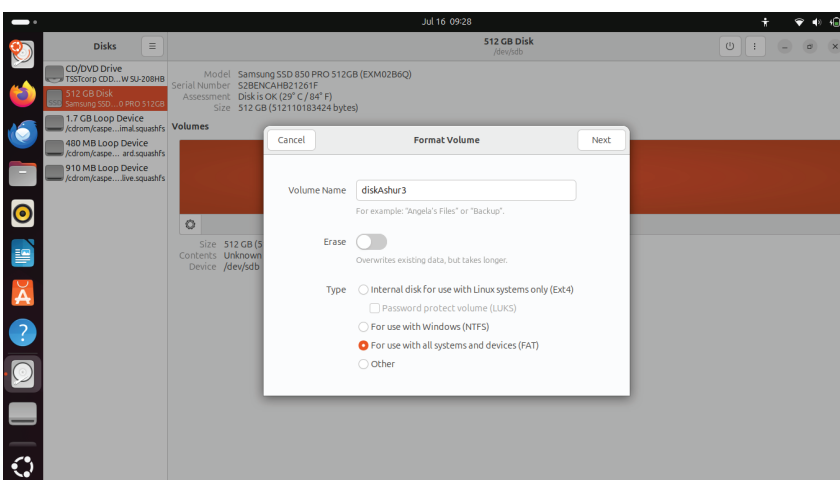 Jul 16 09:28
Disks
512 GB Disk
/dev/sdb
CD/DVD Drive
TSSTcorp CDD...W SU-208HB
512 GB Disk
Samsung SSD...0 PRO 512GB
1.7 GB Loop Device
/cdrom/caspe...imal.squashfs
480 MB Loop Device
/cdrom/caspe... ard.squashfs
910 MB Loop Device
/cdrom/caspe....live.squashfs
Model Samsung SSD 850 PRO 512GB (EXM02B6Q)
Serial Number S2BENCAHB21261F
Assessment Disk is OK (29° C / 84° F)
Size 512 GB (512110183424 bytes)
Volumes
Size 512 GB (5
Contents Unknown
Device /dev/sdb
Cancel
Format Volume
Next
Volume Name diskAshur3
For example: "Angela's Files" or "Backup".
Erase
Overwrites existing data, but takes longer.
Type Internal disk for use with Linux systems only (Ext4)
Password protect volume (LUKS)
For use with Windows (NTFS)
For use with all systems and devices (FAT)
Other